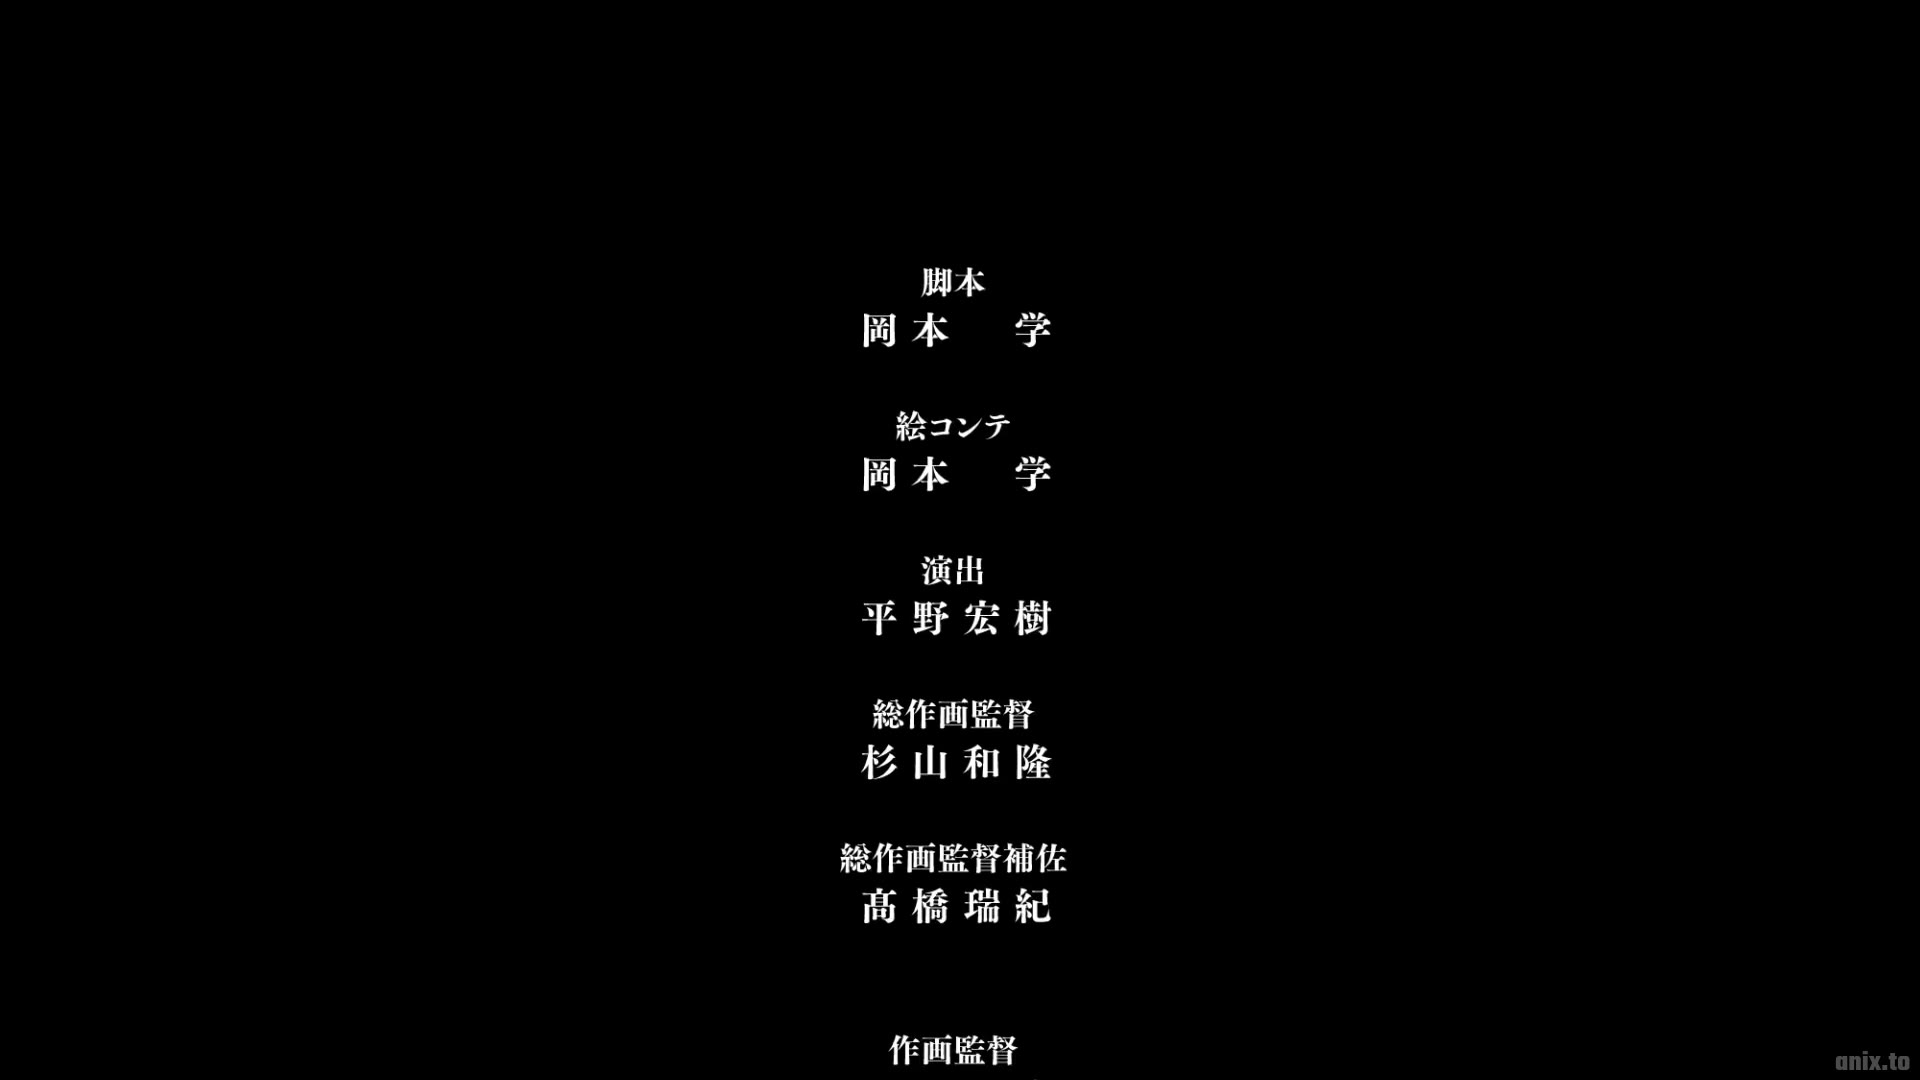 脚本
岡本　学
絵コンテ
岡本　学
演出
平野宏樹
総作画監督
杉山和隆
総作画監督補佐
髙橋瑞紀
作画監督
anix.to